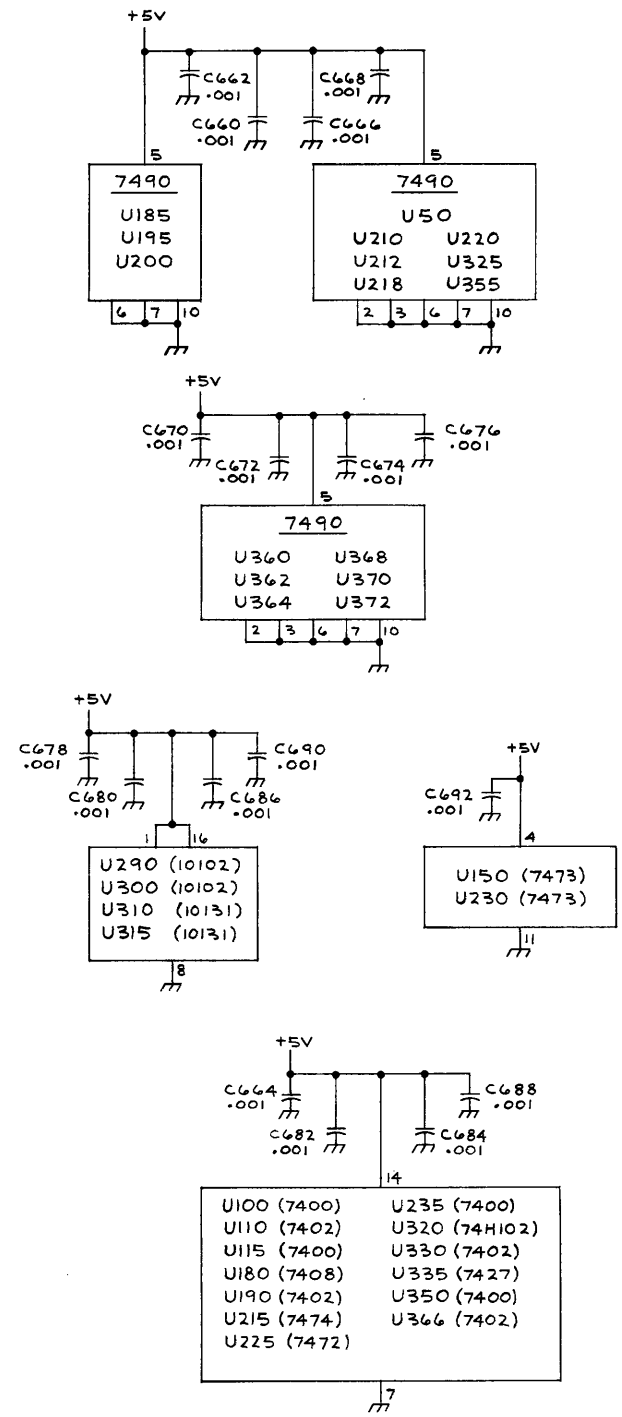 +5V
C662 .001
C668 .001
C660 .001
C666 .001
5
5
7490
U185
U195
U200
6 7 10
7490
U50
U210 U220
U212 U325
U218 U355
2 3 6 7 10
+5V
C670 .001
C676 .001
C672 .001
C674 .001
5
7490
U360 U368
U362 U370
U364 U372
2 3 6 7 10
+5V
C678 .001
C690 .001
C680 .001
C686 .001
1 16
U290 (10102)
U300 (10102)
U310 (10131)
U315 (10131)
8
+5V
C692 .001
4
U150 (7473)
U230 (7473)
11
+5V
C664 .001
C688 .001
C682 .001
C684 .001
14
U100 (7400) U235 (7400)
U110 (7402) U320 (74H102)
U115 (7400) U330 (7402)
U180 (7408) U335 (7427)
U190 (7402) U350 (7400)
U215 (7474) U366 (7402)
U225 (7472)
7